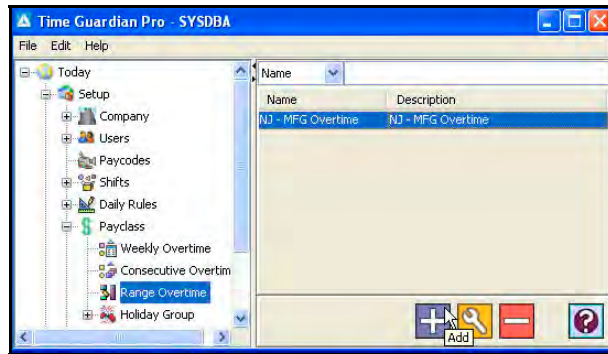 Time Guardian Pro - SYSDBA
File Edit Help
Today
Setup
Company
Users
Paycodes
Shifts
Daily Rules
Payclass
Weekly Overtime
Consecutive Overtim
Range Overtime
Holiday Group
Name
Name Description
NJ - MFG Overtime NJ - MFG Overtime
Add